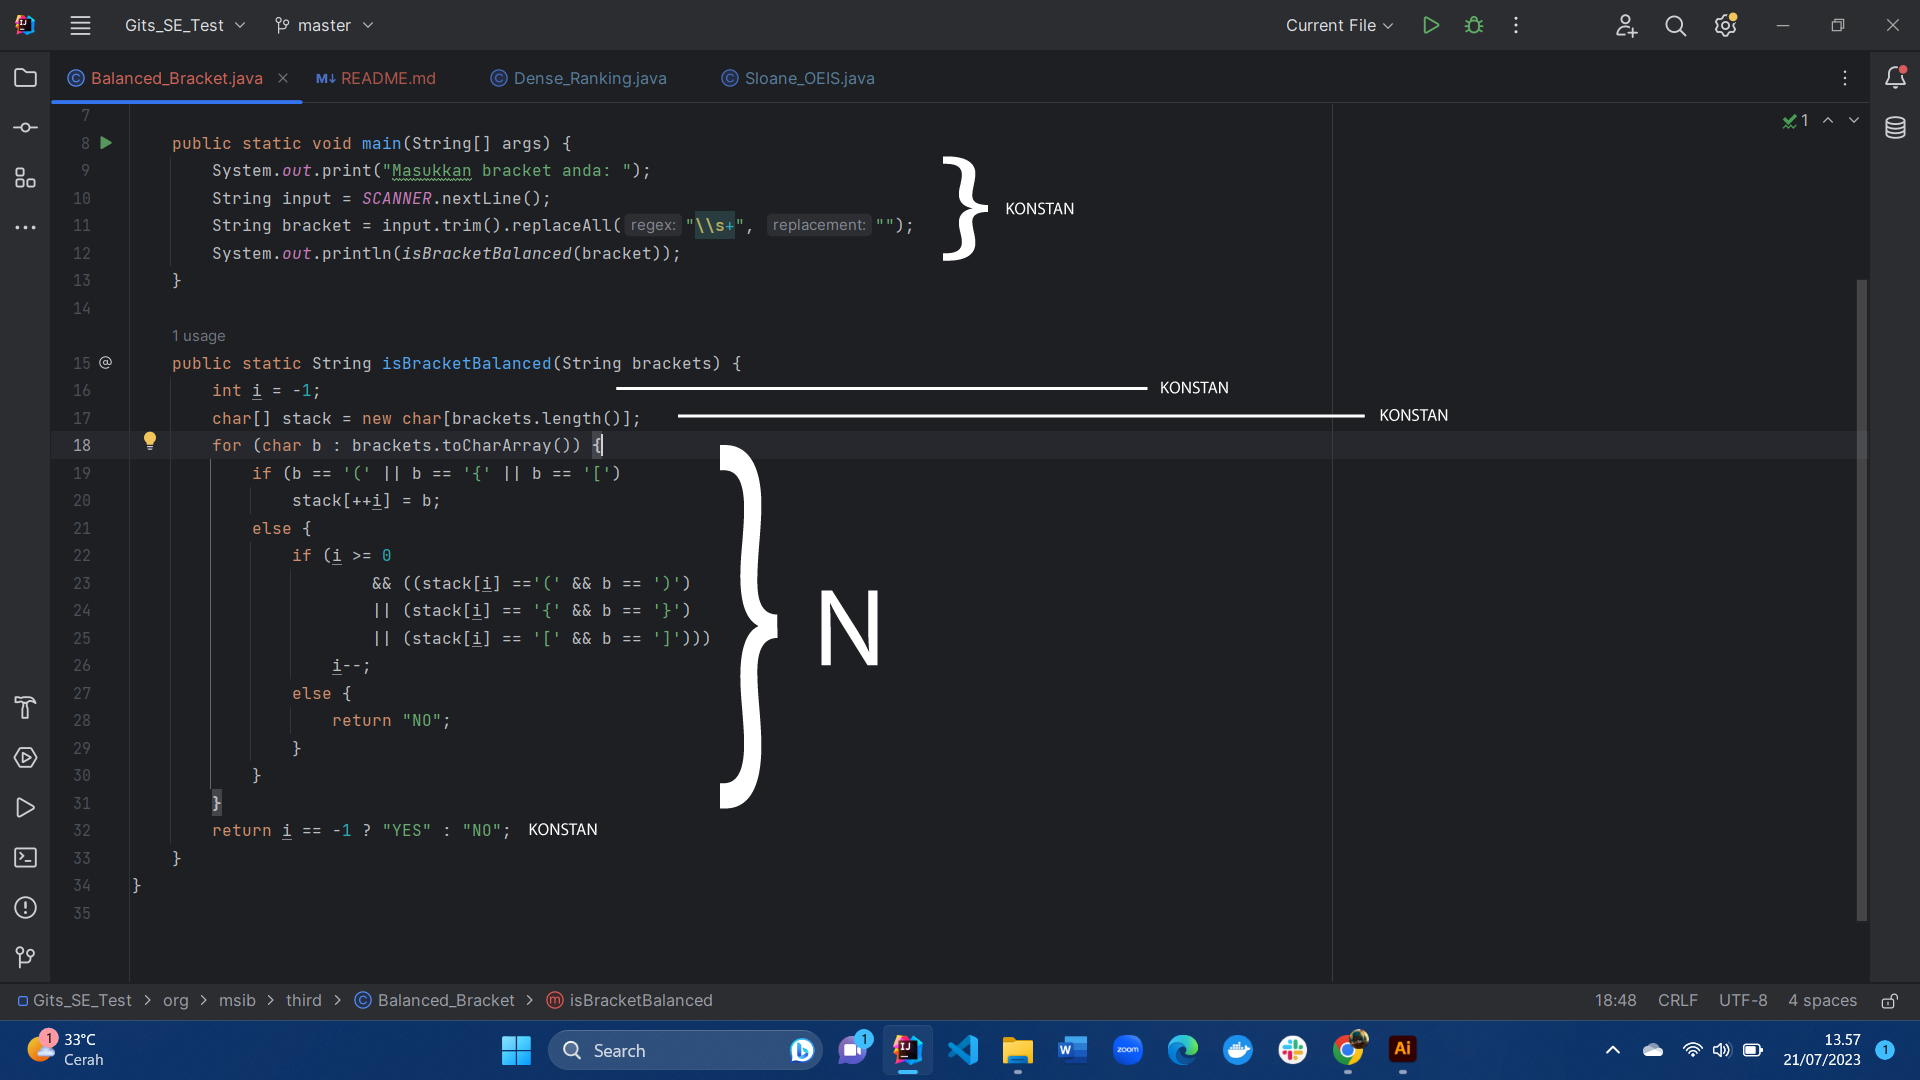 Gits_SE_Test master Current File
Balanced_Bracket.java README.md Dense_Ranking.java Sloane_OEIS.java
7
1
8 public static void main(String[] args) {
9 System.out.print("Masukkan bracket anda: ");
10 String input = SCANNER.nextLine();
KONSTAN
11 String bracket = input.trim().replaceAll( regex: "\\s+", replacement: "");
12 System.out.println(isBracketBalanced(bracket));
13 }
14
1 usage
15 @ public static String isBracketBalanced(String brackets) {
16 int i = -1; KONSTAN
17 char[] stack = new char[brackets.length()]; KONSTAN
18 for (char b : brackets.toCharArray()) {
19 if (b == '(' || b == '{' || b == '[')
20 stack[++i] = b;
21 else {
22 if (i >= 0
23 && ((stack[i] =='(' && b == ')')
24 || (stack[i] == '{' && b == '}')
N
25 || (stack[i] == '[' && b == ']')))
26 i--;
27 else {
28 return "NO";
29 }
30 }
31 }
32 return i == -1 ? "YES" : "NO"; KONSTAN
33 }
34 }
35
Gits_SE_Test > org > msib > third > Balanced_Bracket > isBracketBalanced 18:48 CRLF UTF-8 4 spaces
1 33°C
Cerah
Search
1
zoom
Ai
13.57
21/07/2023
1